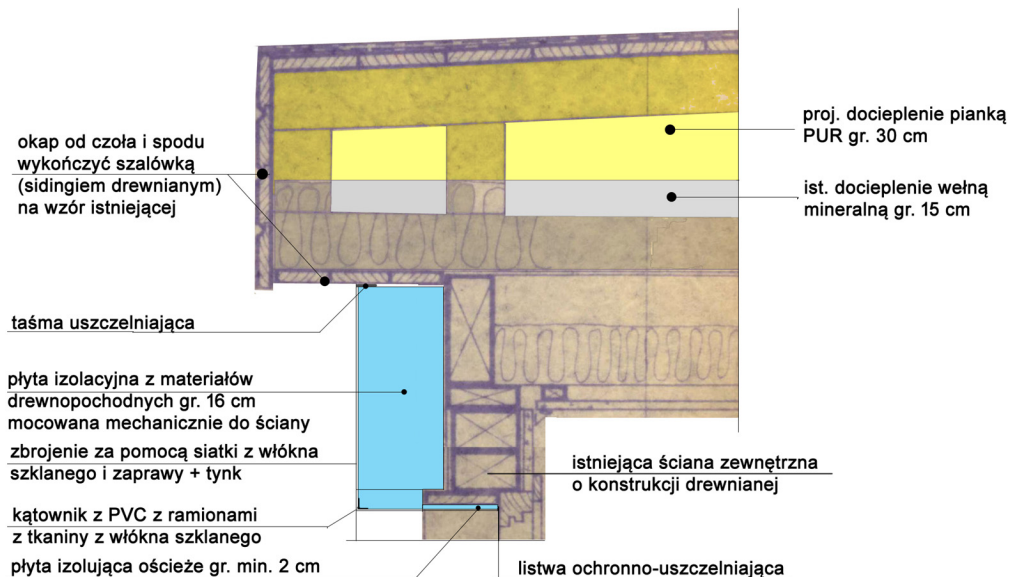 okap od czoła i spodu
wykończyć szalówką
(sidingiem drewnianym)
na wzór istniejącej
taśma uszczelniająca
płyta izolacyjna z materiałów
drewnopochodnych gr. 16 cm
mocowana mechanicznie do ściany
zbrojenie za pomocą siatki z włókna
szklanego i zaprawy + tynk
kątownik z PVC z ramionami
z tkaniny z włókna szklanego
płyta izolująca ościeże gr. min. 2 cm
proj. docieplenie pianką
PUR gr. 30 cm
ist. docieplenie wełną
mineralną gr. 15 cm
istniejąca ściana zewnętrzna
o konstrukcji drewnianej
listwa ochronno-uszczelniająca